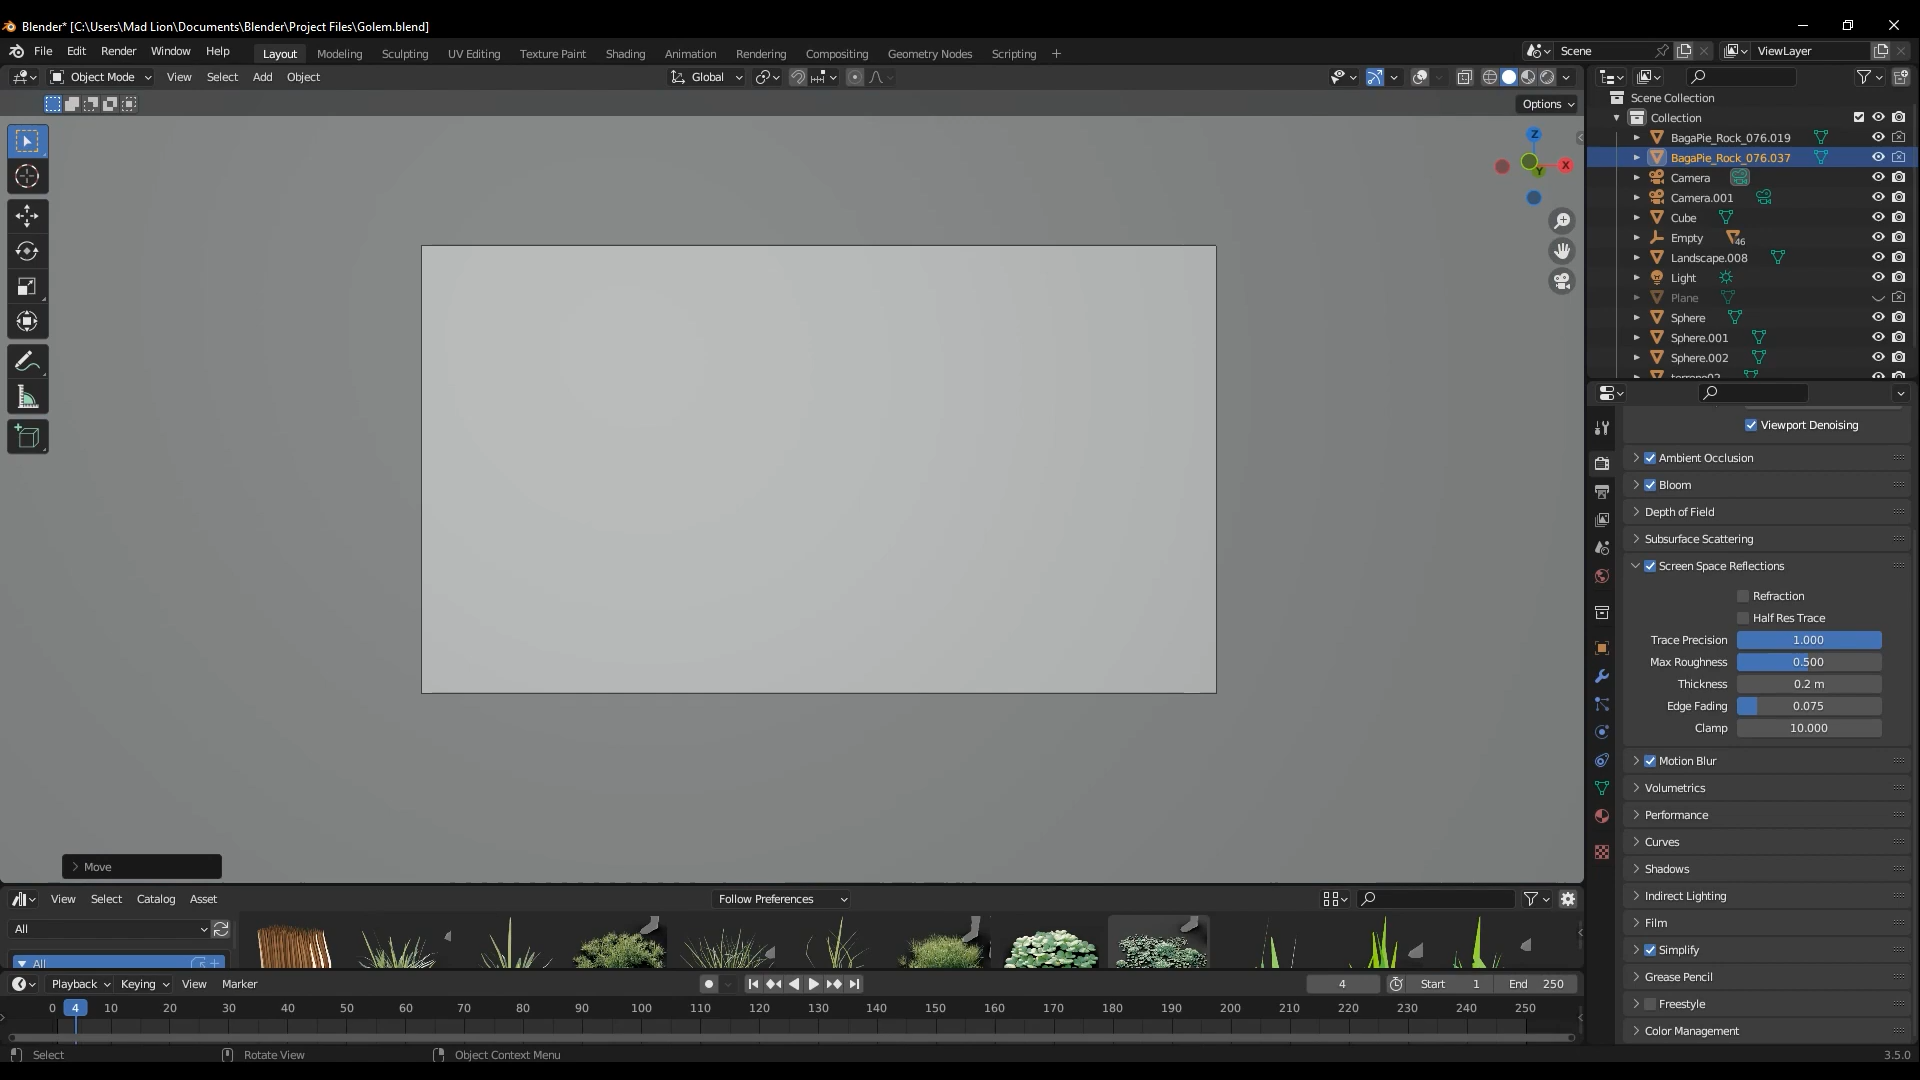 Blender* [C:\Users\Mad Lion\Documents\Blender\Project Files\Golem.blend]
File Edit Render Window Help Layout Modeling Sculpting UV Editing Texture Paint Shading Animation Rendering Compositing Geometry Nodes Scripting + Scene ViewLayer
Object Mode View Select Add Object Global
Options
Z
X
Y
Scene Collection
Collection
BagaPie_Rock_076.019
BagaPie_Rock_076.037
Camera
Camera.001
Cube
Empty 46
Landscape.008
Light
Plane
Sphere
Sphere.001
Sphere.002
terreno02
Viewport Denoising
Ambient Occlusion
Bloom
Depth of Field
Subsurface Scattering
Screen Space Reflections
Refraction
Half Res Trace
Trace Precision 1.000
Max Roughness 0.500
Thickness 0.2 m
Edge Fading 0.075
Clamp 10.000
Motion Blur
Volumetrics
Performance
Curves
Shadows
Indirect Lighting
Film
Simplify
Grease Pencil
Freestyle
Color Management
Move
View Select Catalog Asset Follow Preferences
All
All
Playback Keying View Marker 4 Start 1 End 250
0 4 10 20 30 40 50 60 70 80 90 100 110 120 130 140 150 160 170 180 190 200 210 220 230 240 250
Select Rotate View Object Context Menu 3.5.0